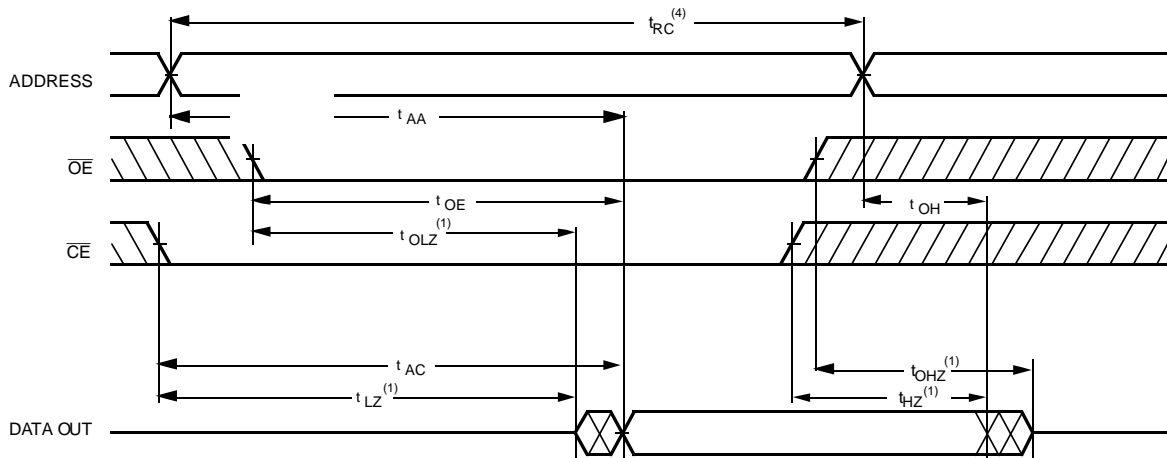 tRC(4)
ADDRESS
tAA
OE
tOE
tOH
tOLZ(1)
CE
tAC
tOHZ(1)
tLZ(1)
tHZ(1)
DATA OUT